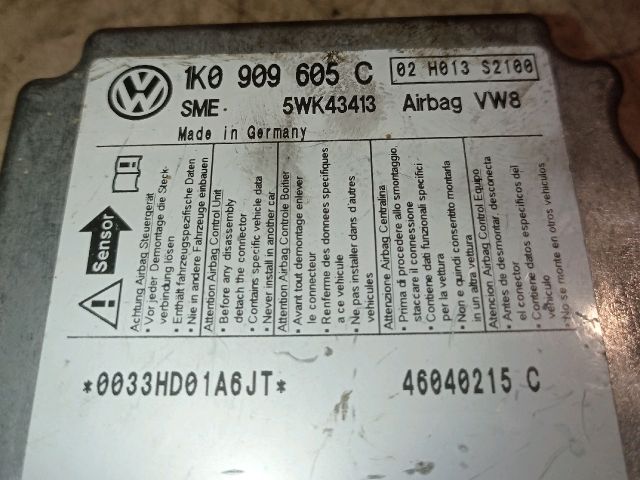 VW
1K0 909 605 C
02 H013 S2100
SME
5WK43413
Airbag VW8
Made in Germany
Sensor
Achtung Airbag Steuergerät
• Vor jeder Demontage die Steck-
verbindung lösen
• Enthält fahrzeugspezifische Daten
• Nie in andere Fahrzeuge einbauen
Attention Airbag Control Unit
• Before any disassembly
detach the connector
• Contains specific vehicle data
• Never install in another car
Attention Airbag Controle Boitier
• Avant tout demontage enlever
le connecteur
• Renferme des donnees specifiques
a ce vehicule
• Ne pas installer dans d'autres
vehicules
Attenzione Airbag Centralina
• Prima di procedere allo smontaggio
staccare il connessione
• Contiene dati funzionali specifici
per la vettura
• Non e quindi consentito montarla
in un altra vettura
Atencion Airbag Control Equipo
• Antes de desmontar, desconecta
el conector
• Contiene datos especificos del
vehiculo
• No se monte en otros vehiculos
*0033HD01A6JT*
46040215 C